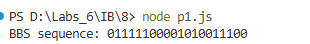 PS D:\Labs_6\IB\8> node p1.js
BBS sequence: 01111100001010011100